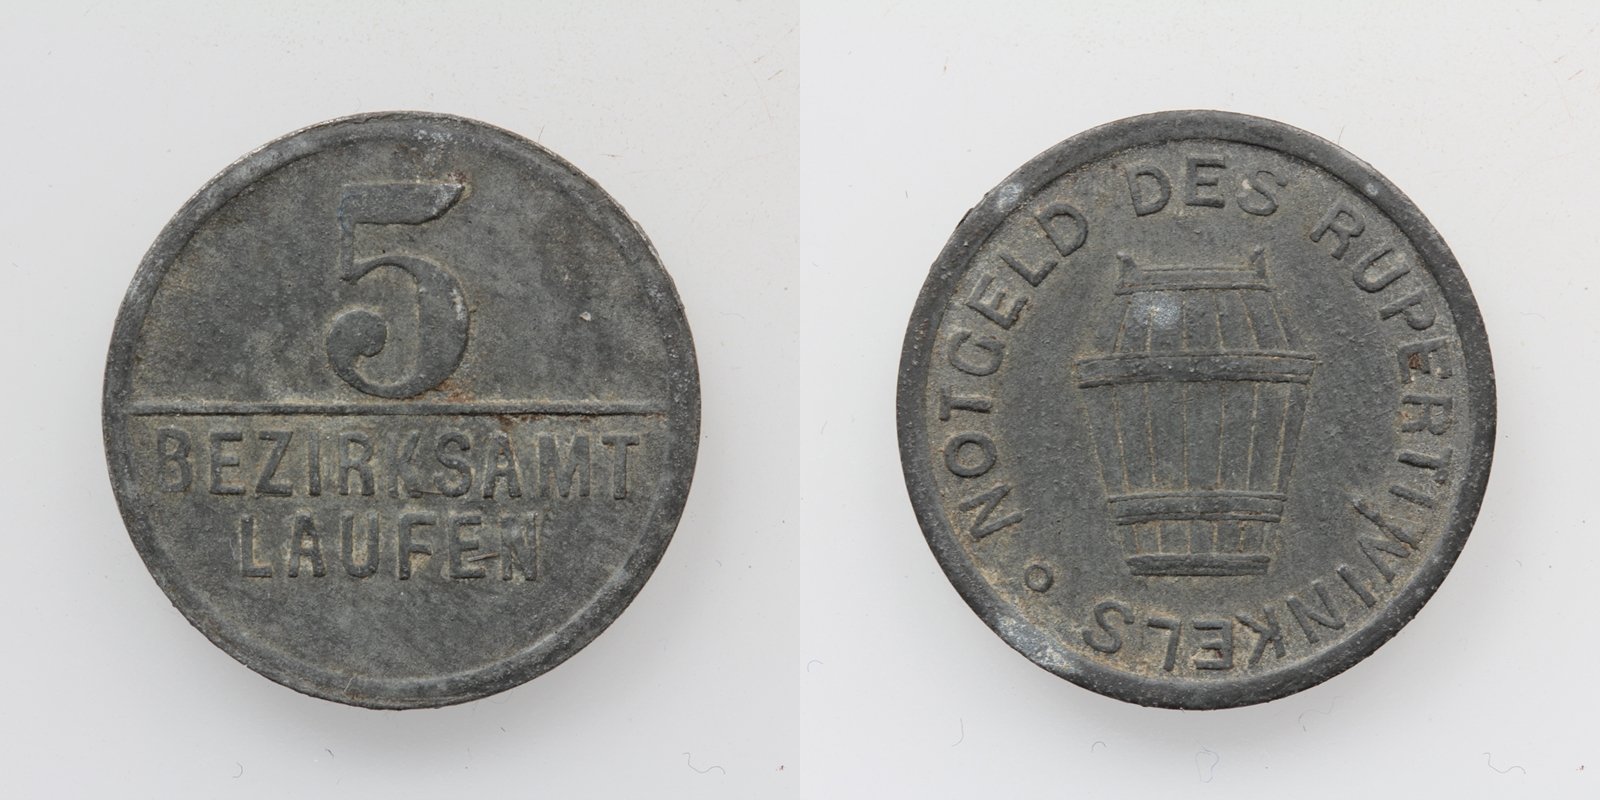 5
BEZIRKSAMT
LAUFEN
NOTGELD DES RUPERTIWINKELS